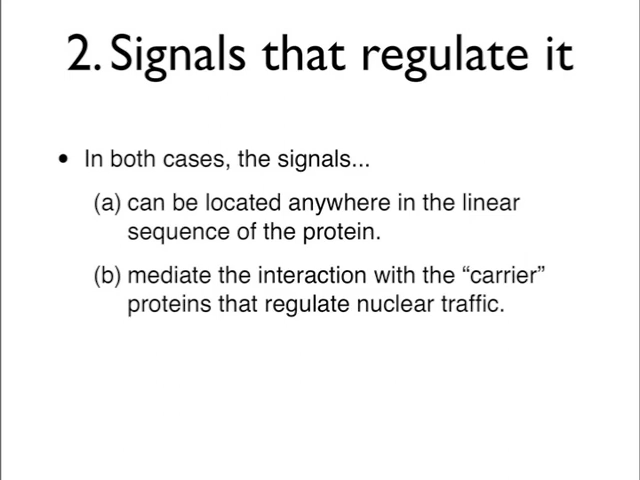 2. Signals that regulate it
• In both cases, the signals...
(a) can be located anywhere in the linear
sequence of the protein.
(b) mediate the interaction with the “carrier”
proteins that regulate nuclear traffic.